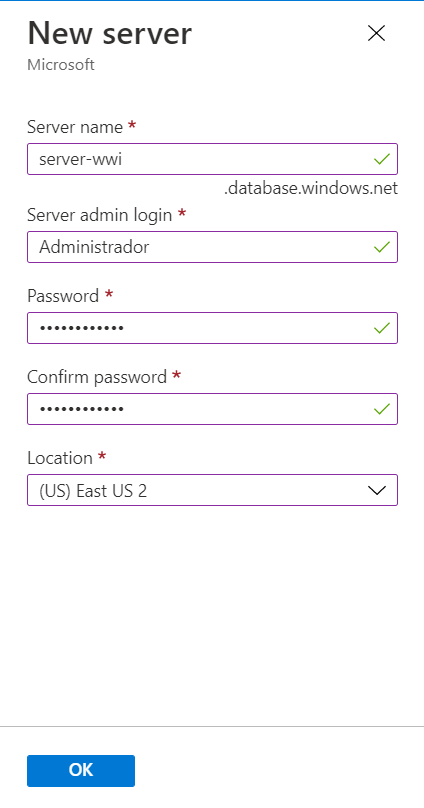 New server
Microsoft
Server name *
server-wwi
.database.windows.net
Server admin login *
Administrador
Password *
••••••••••••
Confirm password *
••••••••••••
Location *
(US) East US 2
OK